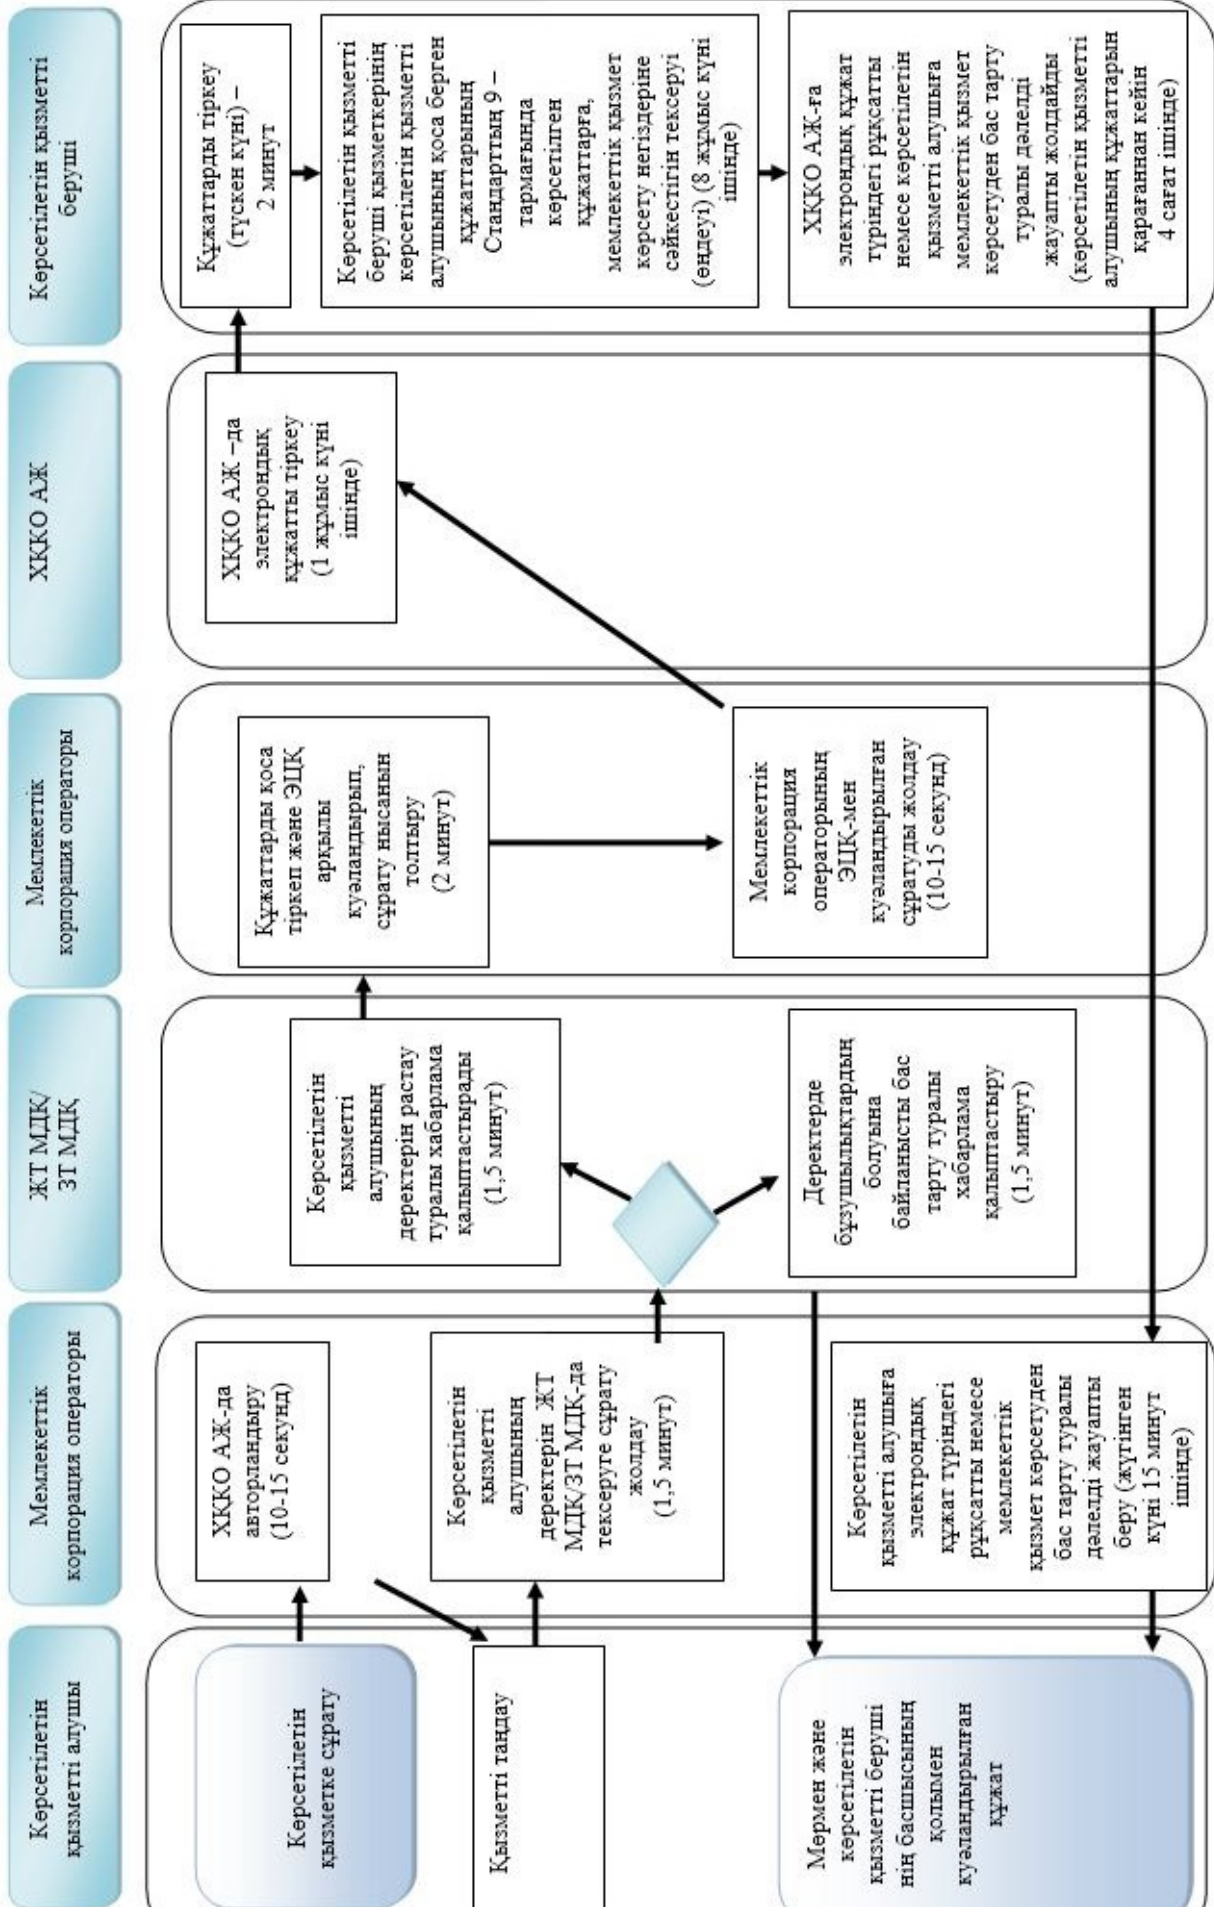 Көрсетілетін
қызметті алушы
Мемлекеттік
корпорация операторы
ЖТ МДҚ/
ЗТ МДҚ
Мемлекеттік
корпорация операторы
ХҚКО АЖ
Көрсетілетін қызметті
беруші
Көрсетілетін
қызметке сұрату
Қызметті таңдау
Мөрмен және
көрсетілетін
қызметті беруші
нің басшысының
қолымен
куәландырылған
құжат
ХҚКО АЖ-да
авторландыру
(10-15 секунд)
Көрсетілетін
қызметті
алушының
деректерін ЖТ
МДҚ/ЗТ МДҚ-да
тексеруге сұрату
жолдау
(1,5 минут)
Көрсетілетін
қызметті алушыға
электрондық
құжат түріндегі
рұқсатты немесе
мемлекеттік
қызмет көрсетуден
бас тарту туралы
дәлелді жауапты
беру (жүгінген
күні 15 минут
ішінде)
Көрсетілетін
қызметті
алушының
деректерін растау
туралы хабарлама
қалыптастырады
(1,5 минут)
Деректерде
бұзушылықтардың
болуына
байланысты бас
тарту туралы
хабарлама
қалыптастыру
(1,5 минут)
Құжаттарды қоса
тіркеп және ЭЦҚ
арқылы
куәландырып,
сұрату нысанын
толтыру
(2 минут)
Мемлекеттік
корпорация
операторының
ЭЦҚ-мен
куәландырылған
сұратуды жолдау
(10-15 секунд)
ХҚКО АЖ –да
электрондық
құжатты тіркеу
(1 жұмыс күні
ішінде)
Құжаттарды тіркеу
(түскен күні) –
2 минут
Көрсетілетін қызметті
беруші қызметкерінің
көрсетілетін қызметті
алушының қоса берген
құжаттарының
Стандарттың 9 –
тармағында
көрсетілген
құжаттарға,
мемлекеттік қызмет
көрсету негіздеріне
сәйкестігін тексеруі
(өңдеуі) (8 жұмыс күні
ішінде)
ХҚКО АЖ-ға
электрондық құжат
түріндегі рұқсатты
немесе көрсетілетін
қызметті алушыға
мемлекеттік қызмет
көрсетуден бас тарту
туралы дәлелді
жауапты жолдайды
(көрсетілетін қызметті
алушының құжаттарын
қарағаннан кейін
4 сағат ішінде)